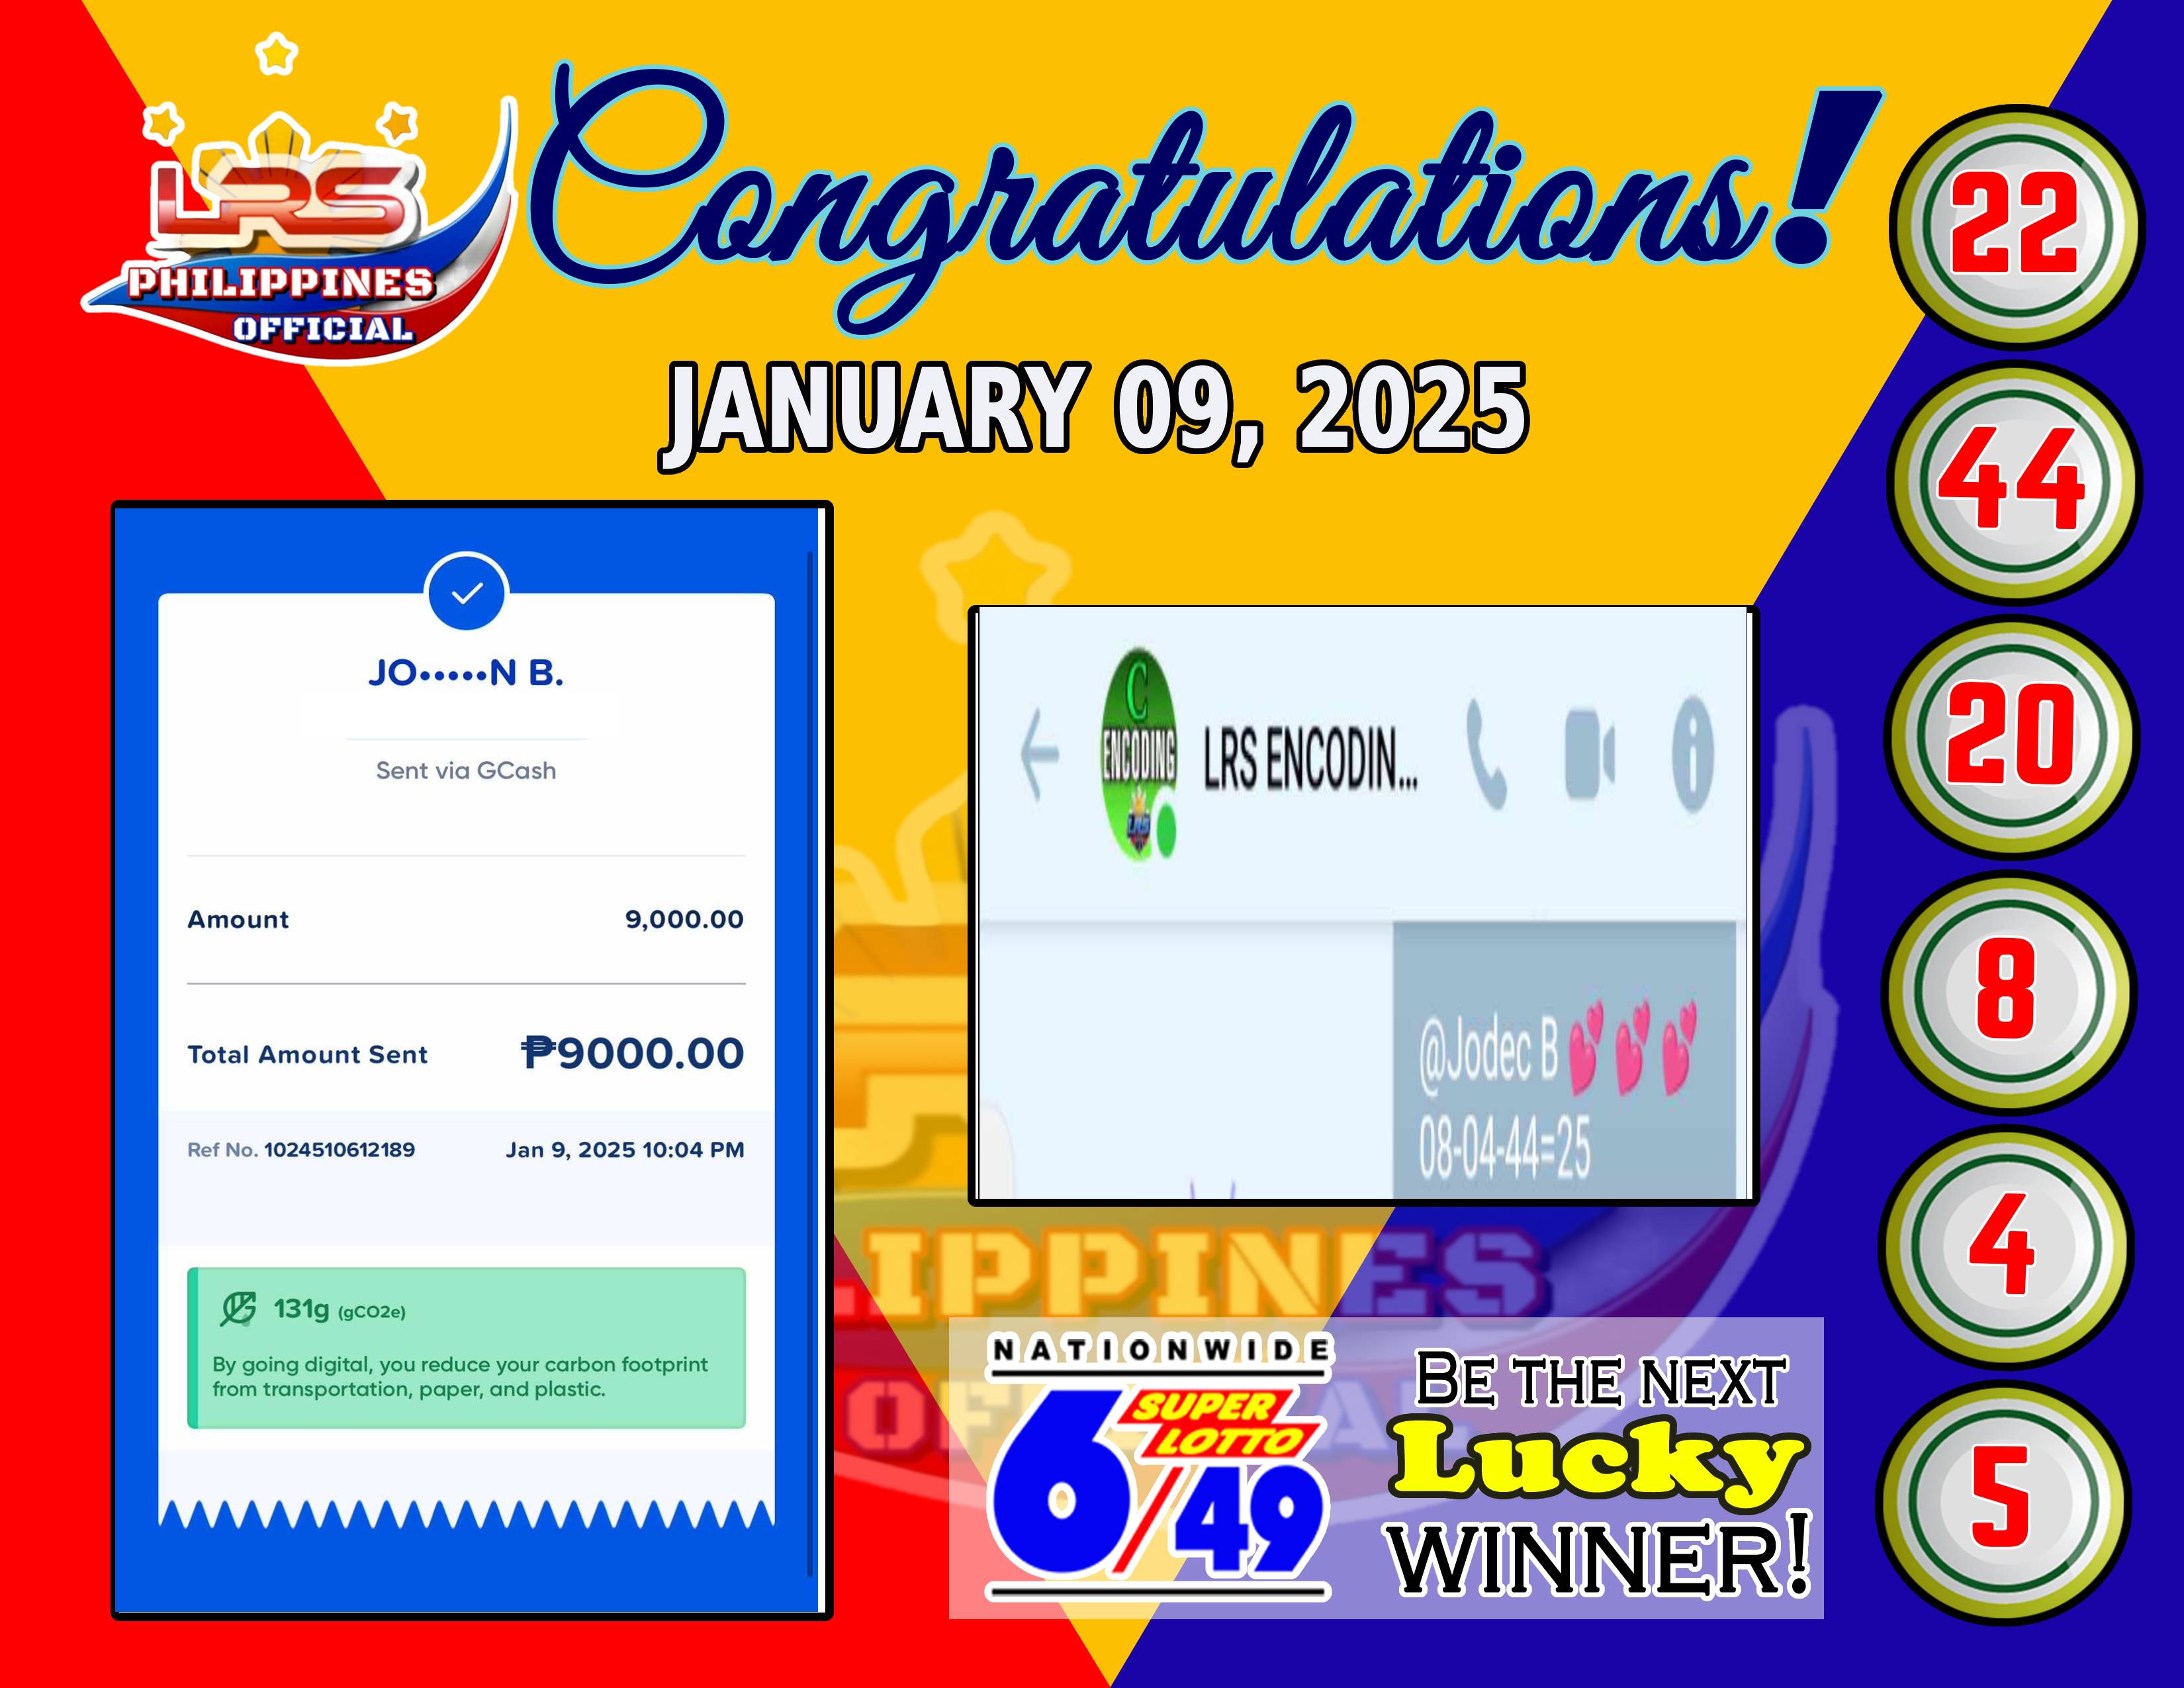 LRS
PHILIPPINES
OFFICIAL
Congratulations!
JANUARY 09, 2025
JO•••••N B.
Sent via GCash
Amount 9,000.00
Total Amount Sent ₱9000.00
Ref No. 1024510612189 Jan 9, 2025 10:04 PM
131g (gCO2e)
By going digital, you reduce your carbon footprint
from transportation, paper, and plastic.
C
ENCODING
LRS
LRS ENCODIN...
@Jodec B 💕💕💕
08-04-44=25
LIPPINES
NATIONWIDE
SUPER
LOTTO
6/49
BE THE NEXT
Lucky
WINNER!
22
44
20
8
4
5